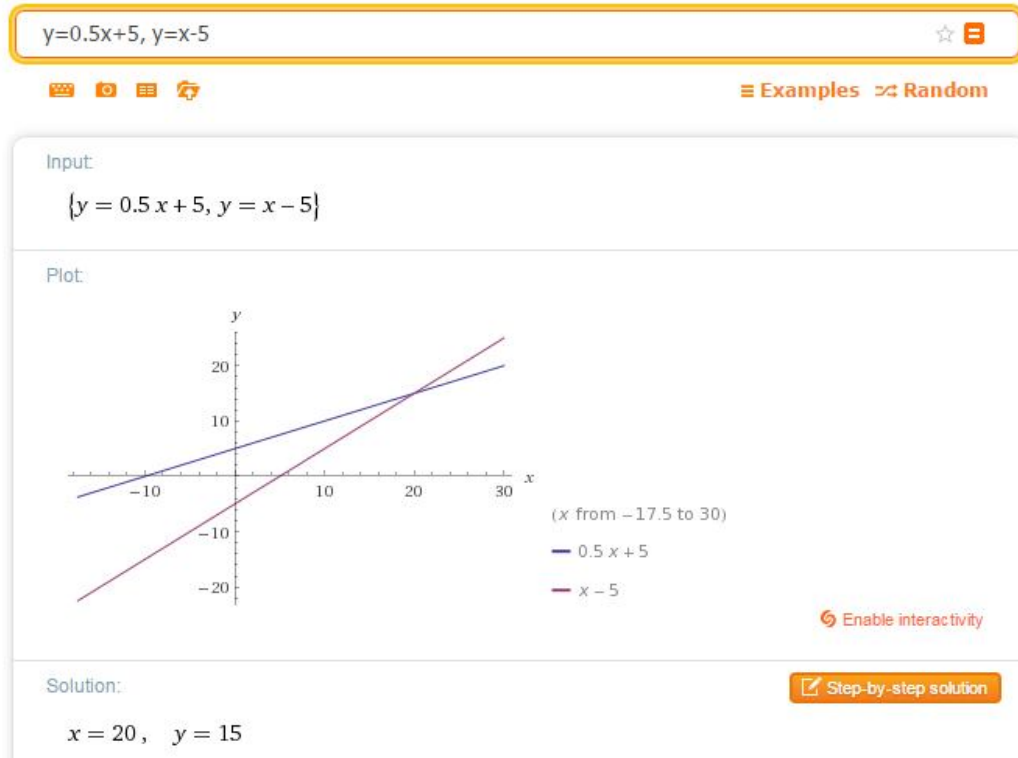 y=0.5x+5, y=x-5
Examples Random
Input:
{y = 0.5 x + 5, y = x − 5}
Plot:
y
20
10
−10 10 20 30 x
−10
−20
(x from −17.5 to 30)
0.5 x + 5
x − 5
Enable interactivity
Solution:
Step-by-step solution
x = 20 , y = 15